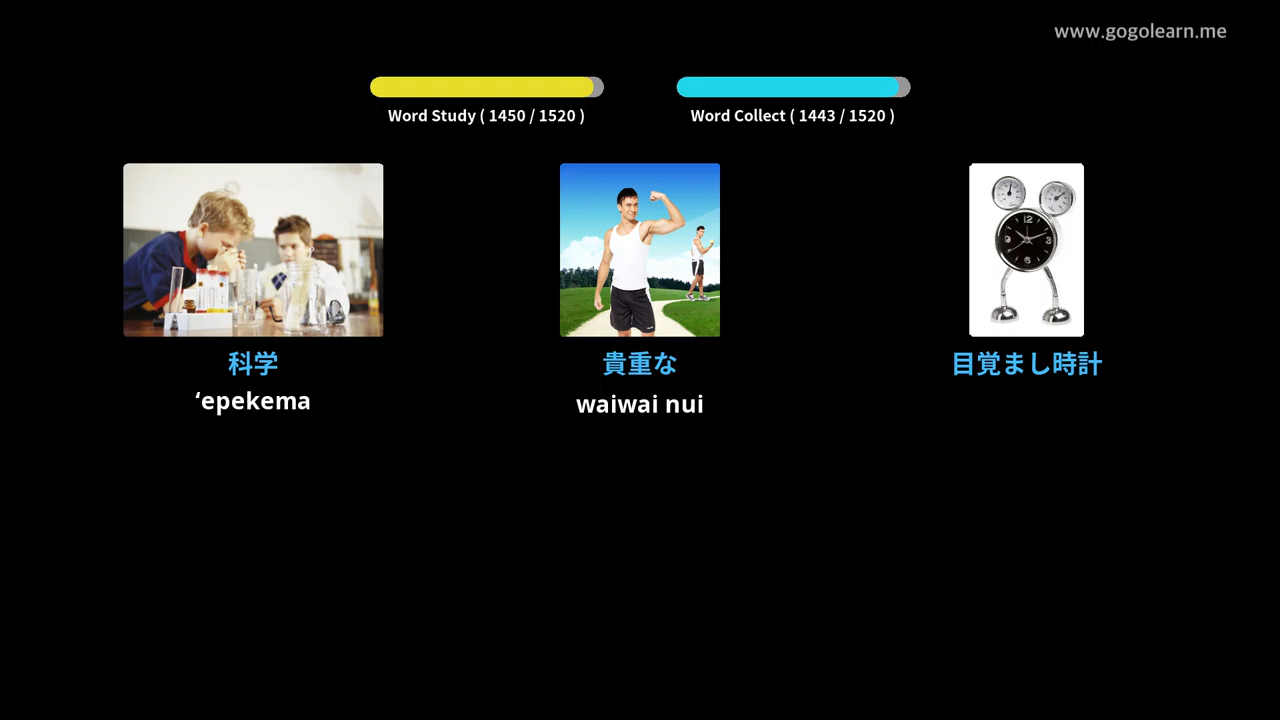 www.gogolearn.me
Word Study ( 1450 / 1520 )
Word Collect ( 1443 / 1520 )
科学
‘epekema
貴重な
waiwai nui
目覚まし時計